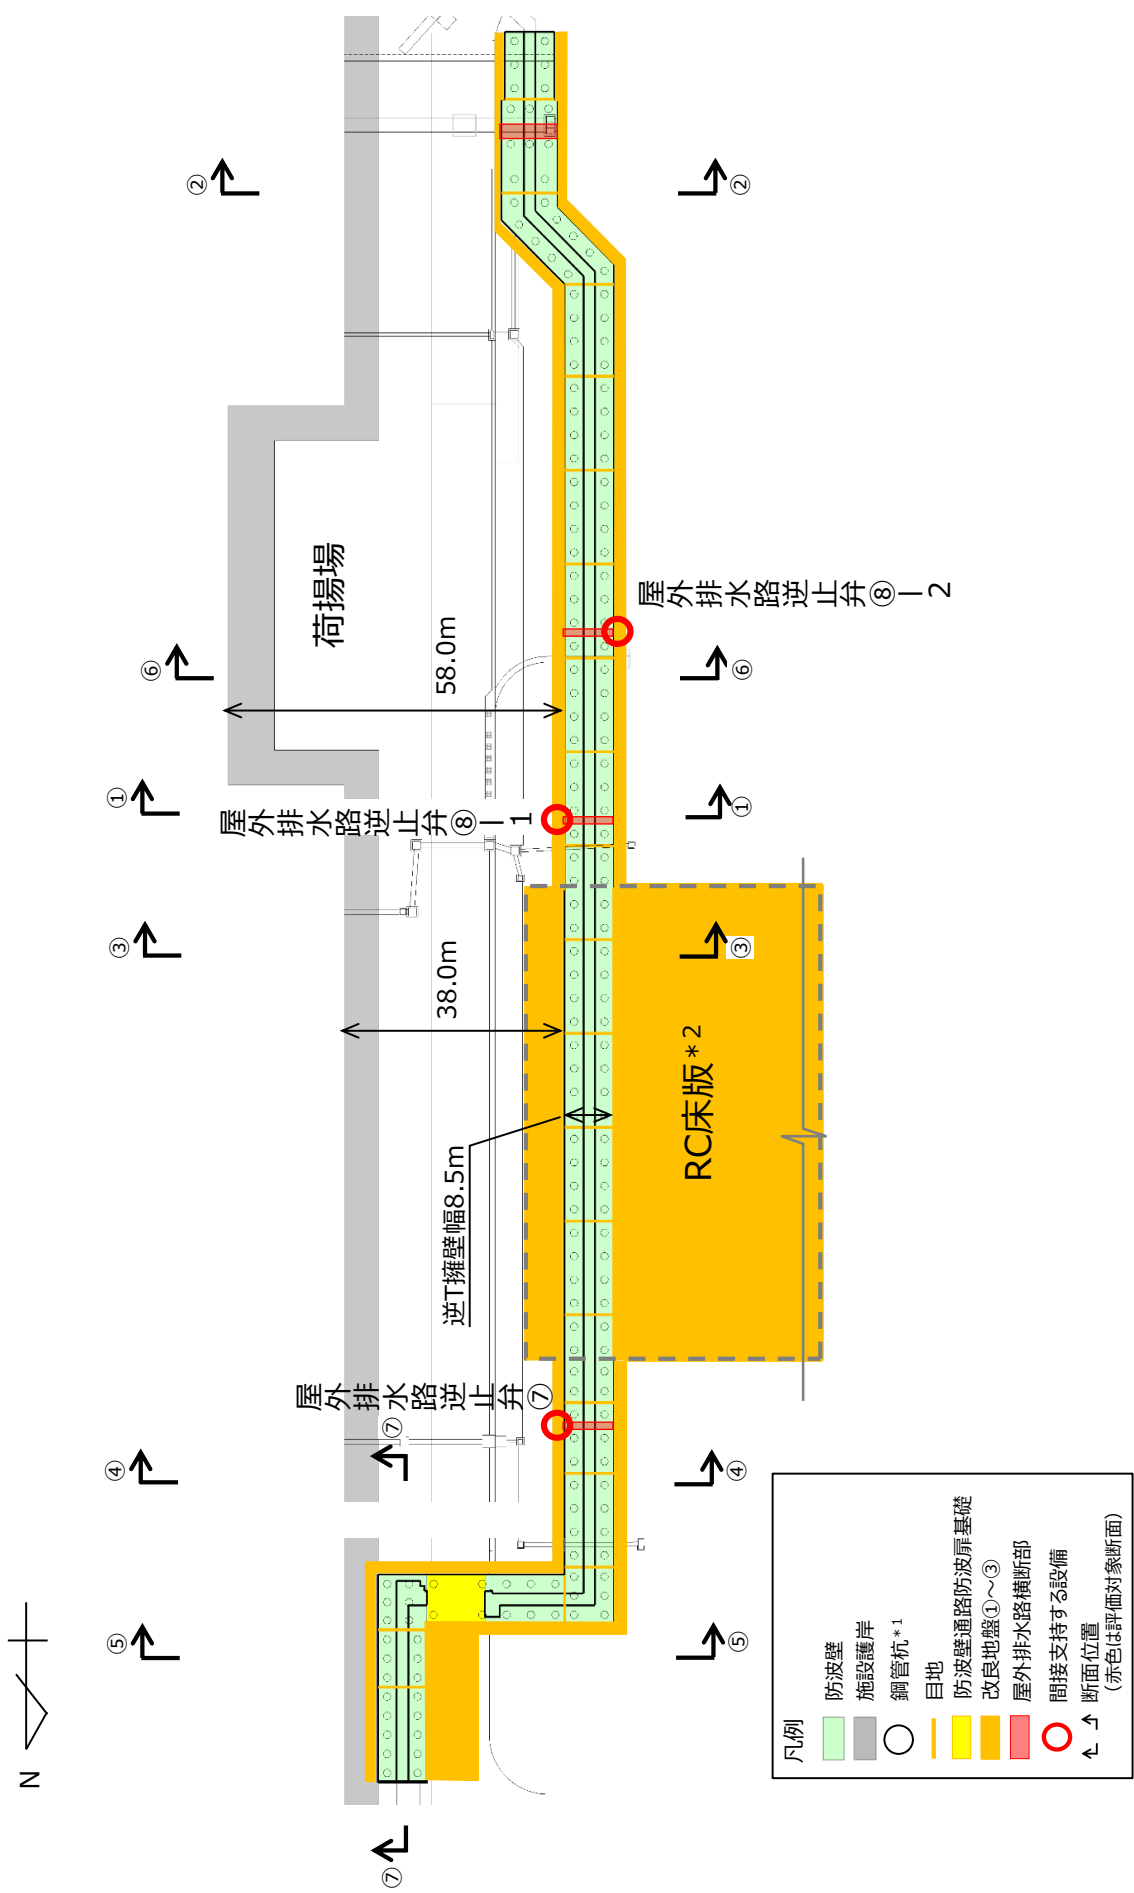 ②
②
荷揚場
58.0m
屋外排水路逆止弁⑧ー2
⑥
⑥
①
①
屋外排水路逆止弁⑧ー1
③
③
38.0m
RC床版*2
逆T擁壁幅8.5m
屋外排水路逆止弁⑦
⑦
④
④
⑤
⑤
N
⑦
凡例
防波壁
施設護岸
鋼管杭*1
目地
防波壁通路防波扉基礎
改良地盤①～③
屋外排水路横断部
間接支持する設備
断面位置
（赤色は評価対象断面）